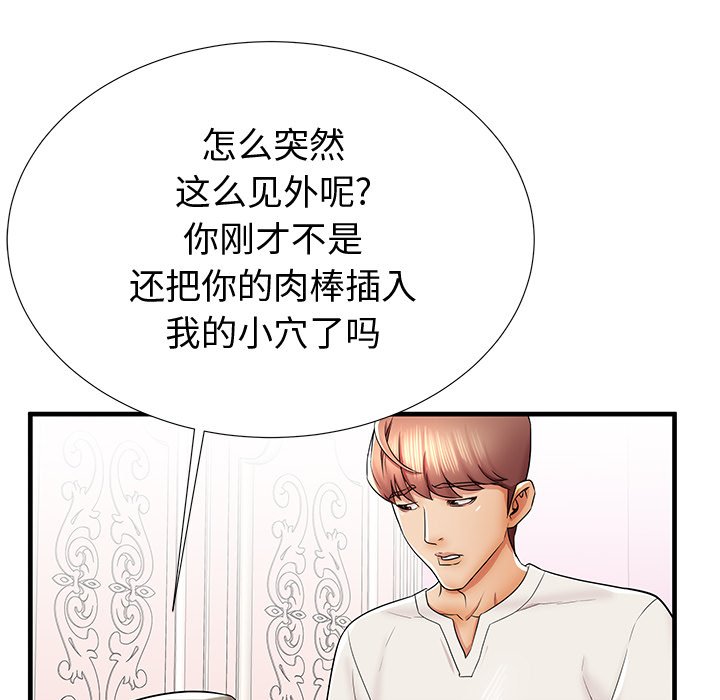 怎么突然
这么见外呢?
你刚才不是
还把你的肉棒插入
我的小穴了吗